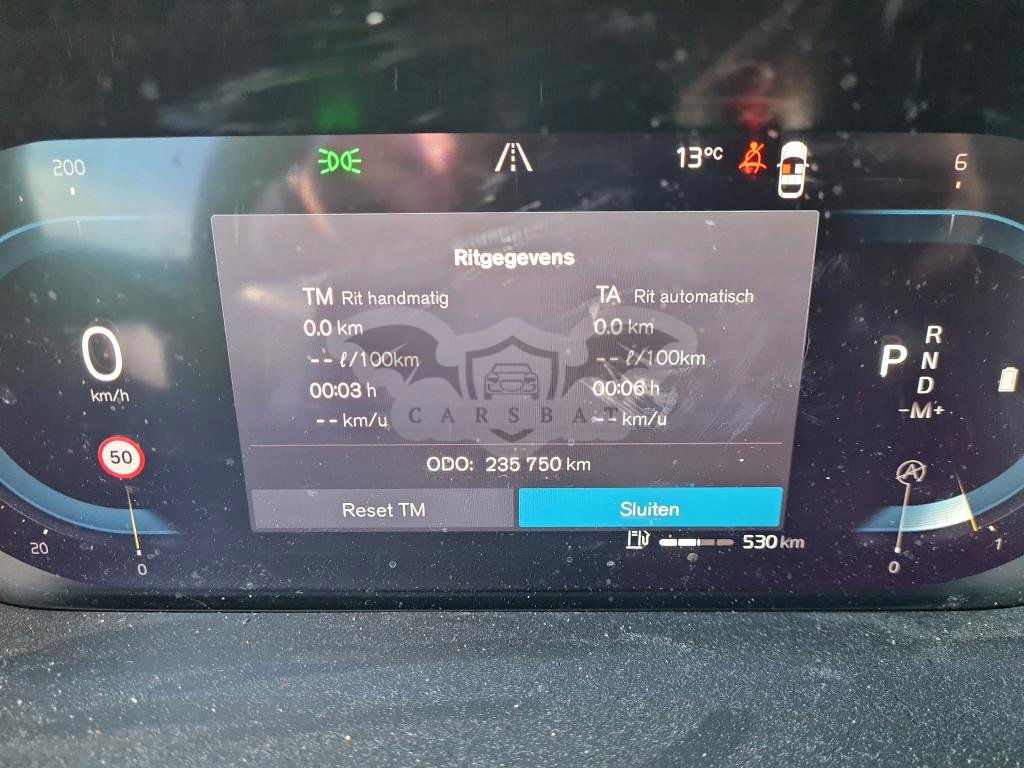 200
13°C
6
Ritgegevens
TM Rit handmatig
TA Rit automatisch
0.0 km
0.0 km
-- ℓ/100km
-- ℓ/100km
00:03 h
00:06 h
-- km/u
-- km/u
CARSBAT
ODO: 235 750 km
Reset TM
Sluiten
530 km
0
km/h
50
20
0
P
R
N
D
-M+
A
1
0